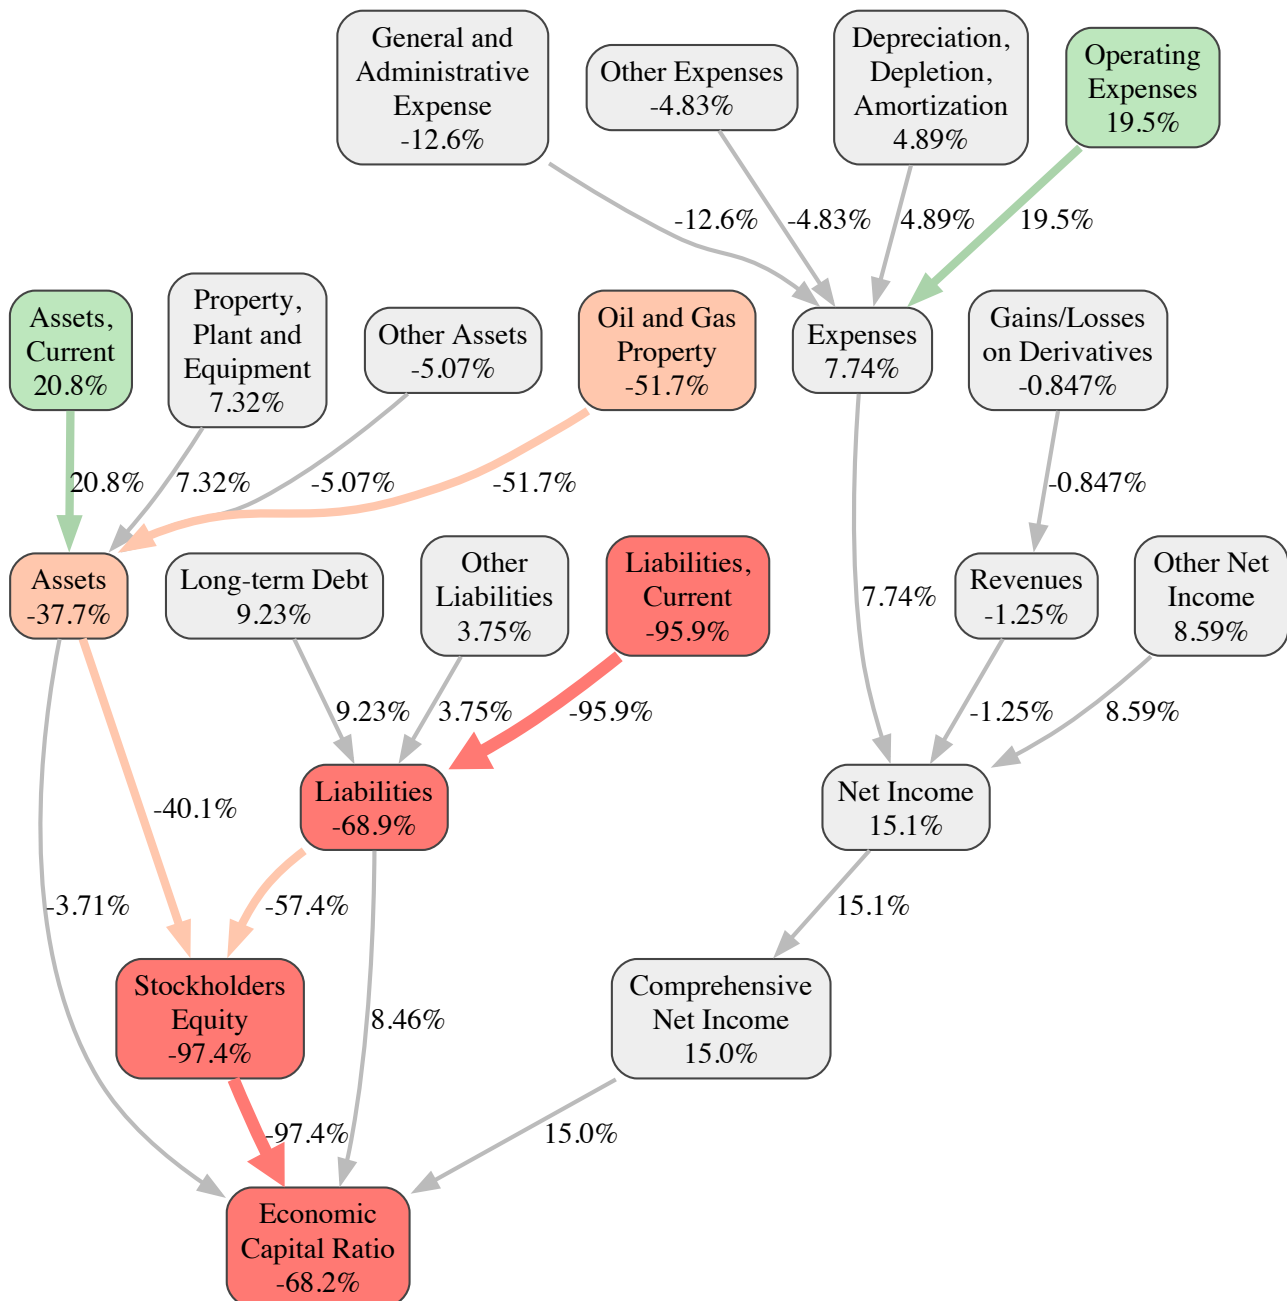 General and
Administrative
Expense
-12.6%
Other Expenses
-4.83%
Depreciation,
Depletion,
Amortization
4.89%
Operating
Expenses
19.5%
-12.6%
-4.83%
4.89%
19.5%
Assets,
Current
20.8%
Property,
Plant and
Equipment
7.32%
Other Assets
-5.07%
Oil and Gas
Property
-51.7%
Expenses
7.74%
Gains/Losses
on Derivatives
-0.847%
20.8%
7.32%
-5.07%
-51.7%
-0.847%
Assets
-37.7%
Long-term Debt
9.23%
Other
Liabilities
3.75%
Liabilities,
Current
-95.9%
7.74%
Revenues
-1.25%
Other Net
Income
8.59%
9.23%
3.75%
-95.9%
-1.25%
8.59%
-40.1%
Liabilities
-68.9%
Net Income
15.1%
-3.71%
-57.4%
15.1%
Stockholders
Equity
-97.4%
8.46%
Comprehensive
Net Income
15.0%
-97.4%
15.0%
Economic
Capital Ratio
-68.2%